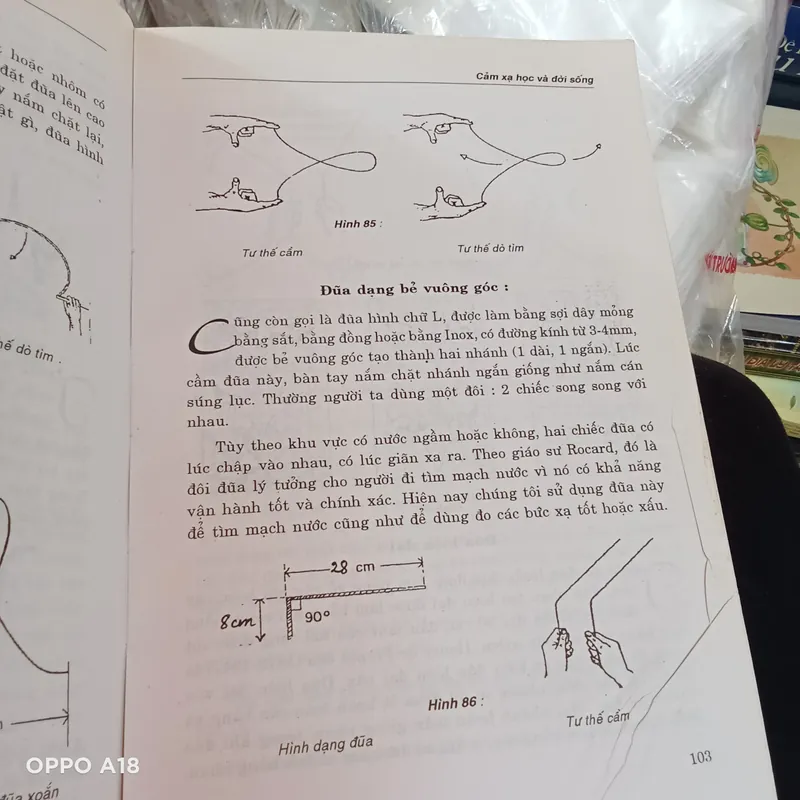 hoặc nhôm có
đặt đũa lên cao
nắm chặt lại,
vật gì, đũa hình
thế dò tìm .
đũa xoắn
Cảm xạ học và đời sống
Hình 85 :
Tư thế cầm
Tư thế dò tìm
Đũa dạng bẻ vuông góc :
Cũng còn gọi là đũa hình chữ L, được làm bằng sợi dây mỏng
bằng sắt, bằng đồng hoặc bằng Inox, có đường kính từ 3-4mm,
được bẻ vuông góc tạo thành hai nhánh (1 dài, 1 ngắn). Lúc
cầm đũa này, bàn tay nắm chặt nhánh ngắn giống như nắm cán
súng lục. Thường người ta dùng một đôi : 2 chiếc song song với
nhau.
Tùy theo khu vực có nước ngầm hoặc không, hai chiếc đũa có
lúc chập vào nhau, có lúc giãn xa ra. Theo giáo sư Rocard, đó là
đôi đũa lý tưởng cho người đi tìm mạch nước vì nó có khả năng
vận hành tốt và chính xác. Hiện nay chúng tôi sử dụng đũa này
để tìm mạch nước cũng như để dùng đo các bức xạ tốt hoặc xấu.
28 cm
8cm
90°
Hình 86 :
Hình dạng đũa
Tư thế cầm
103
OPPO A18